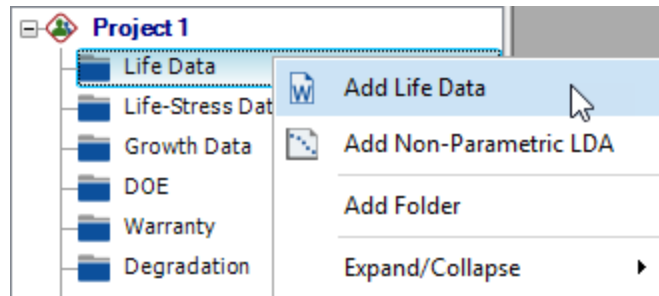 Project 1
Life Data
Life-Stress Dat
Growth Data
DOE
Warranty
Degradation
W
Add Life Data
Add Non-Parametric LDA
Add Folder
Expand/Collapse